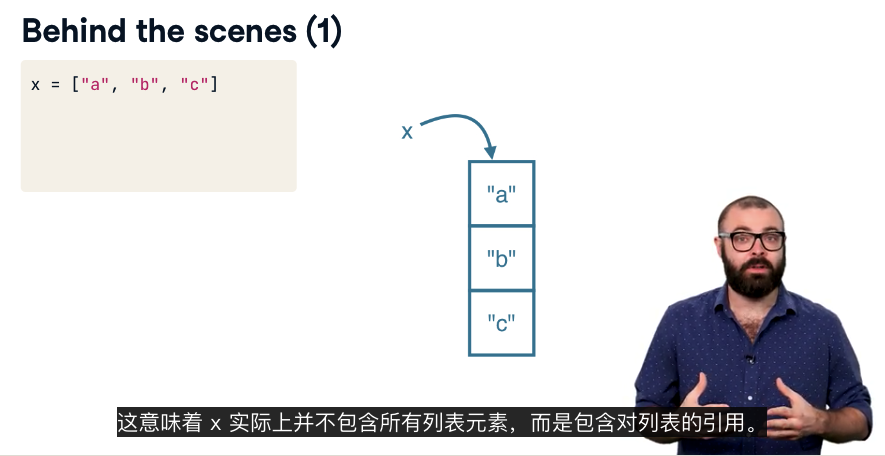 Behind the scenes (1)
x = ["a", "b", "c"]
x
"a"
"b"
"c"
这意味着 x 实际上并不包含所有列表元素，而是包含对列表的引用。